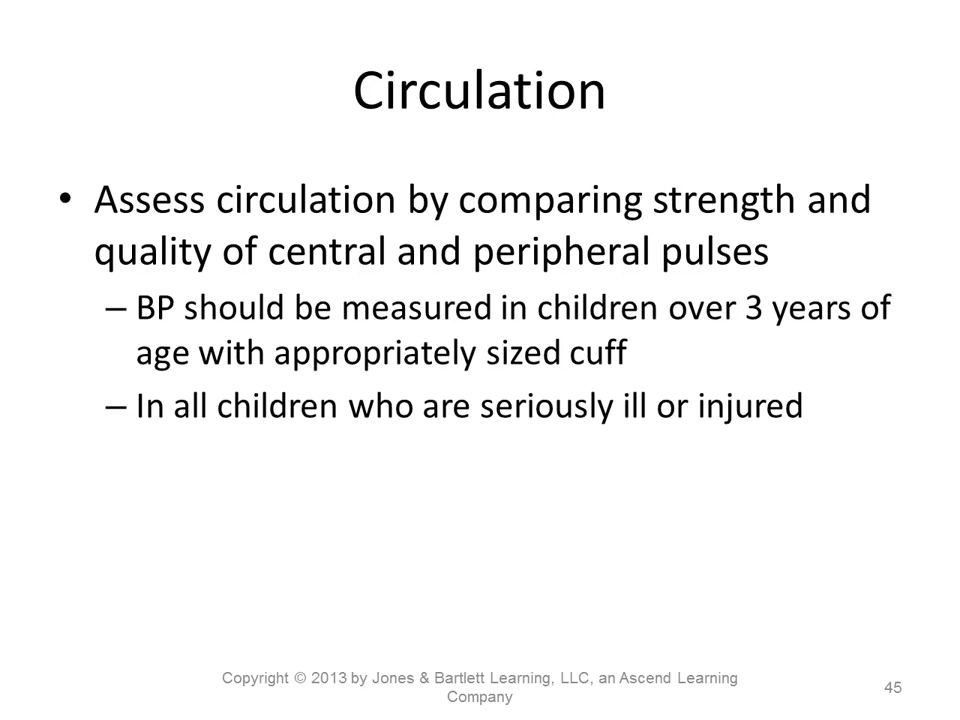 Circulation
• Assess circulation by comparing strength and
quality of central and peripheral pulses
– BP should be measured in children over 3 years of
age with appropriately sized cuff
– In all children who are seriously ill or injured
Copyright © 2013 by Jones & Bartlett Learning, LLC, an Ascend Learning
Company
45